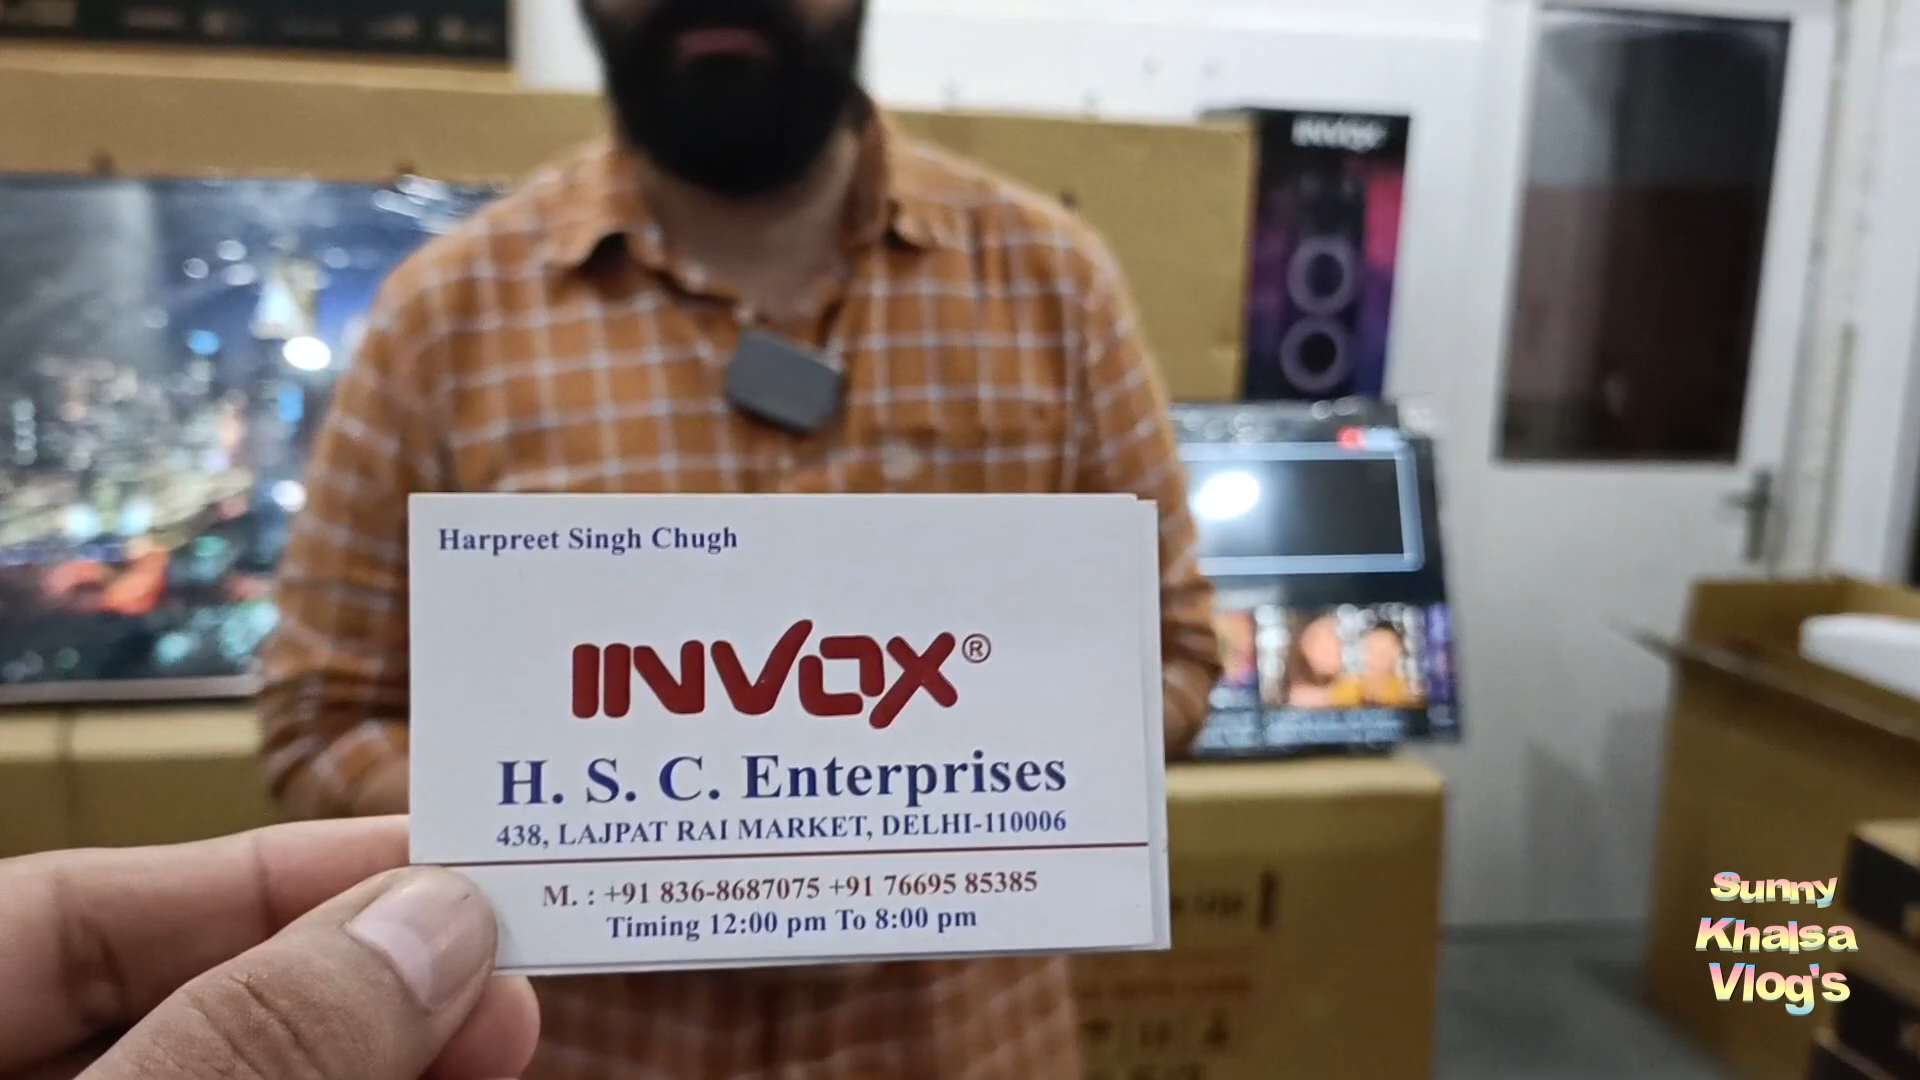 INVOX
Harpreet Singh Chugh
INVOX®
H. S. C. Enterprises
438, LAJPAT RAI MARKET, DELHI-110006
M. : +91 836-8687075 +91 76695 85385
Timing 12:00 pm To 8:00 pm
Sunny
Khalsa
Vlog's